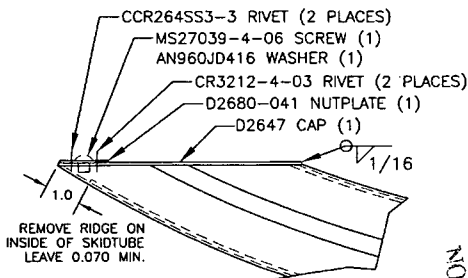 CCR264SS3-3 RIVET (2 PLACES)
MS27039-4-06 SCREW (1)
AN960JD416 WASHER (1)
CR3212-4-03 RIVET (2 PLACES)
D2680-041 NUTPLATE (1)
D2647 CAP (1)
1/16
1.0
REMOVE RIDGE ON
INSIDE OF SKIDTUBE
LEAVE 0.070 MIN.